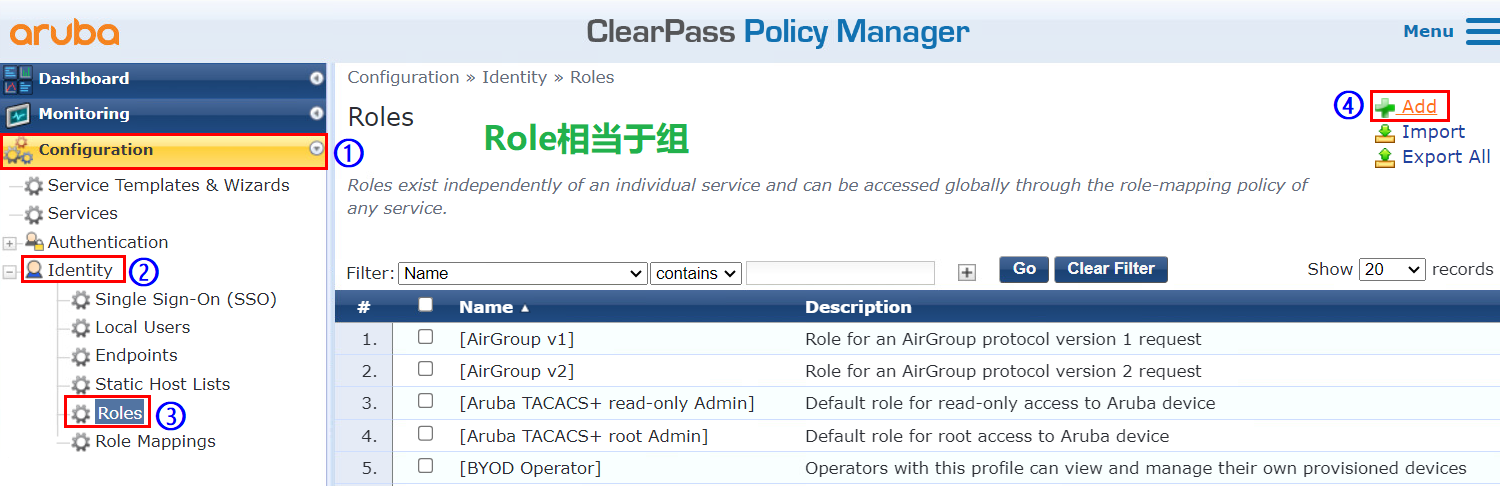 aruba
ClearPass Policy Manager
Menu
Dashboard
Monitoring
Configuration
①
Service Templates & Wizards
Services
Authentication
Identity
②
Single Sign-On (SSO)
Local Users
Endpoints
Static Host Lists
Roles
③
Role Mappings
Configuration » Identity » Roles
Roles
Role相当于组
④
Add
Import
Export All
Roles exist independently of an individual service and can be accessed globally through the role-mapping policy of
any service.
Filter: Name contains + Go Clear Filter Show 20 records
# Name ▲ Description
1. [AirGroup v1] Role for an AirGroup protocol version 1 request
2. [AirGroup v2] Role for an AirGroup protocol version 2 request
3. [Aruba TACACS+ read-only Admin] Default role for read-only access to Aruba device
4. [Aruba TACACS+ root Admin] Default role for root access to Aruba device
5. [BYOD Operator] Operators with this profile can view and manage their own provisioned devices